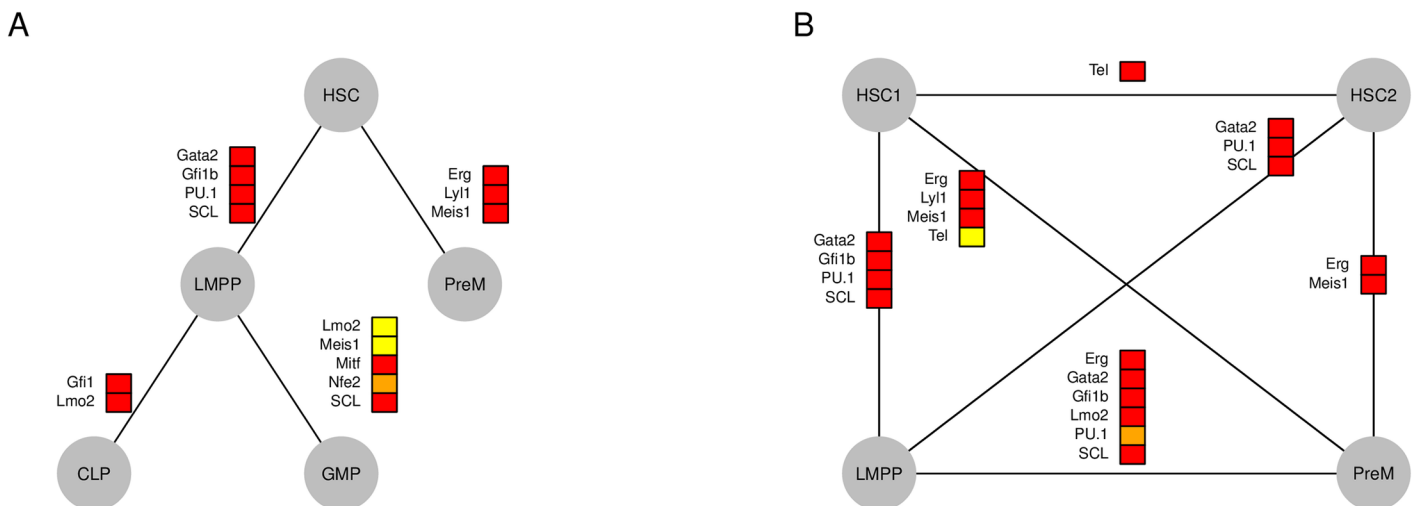 A
HSC
Gata2
Gfi1b
PU.1
SCL
Erg
Lyl1
Meis1
LMPP
PreM
Lmo2
Meis1
Mitf
Nfe2
SCL
Gfi1
Lmo2
CLP
GMP
B
Tel
HSC1
HSC2
Gata2
PU.1
SCL
Erg
Lyl1
Meis1
Tel
Gata2
Gfi1b
PU.1
SCL
Erg
Meis1
Erg
Gata2
Gfi1b
Lmo2
PU.1
SCL
LMPP
PreM